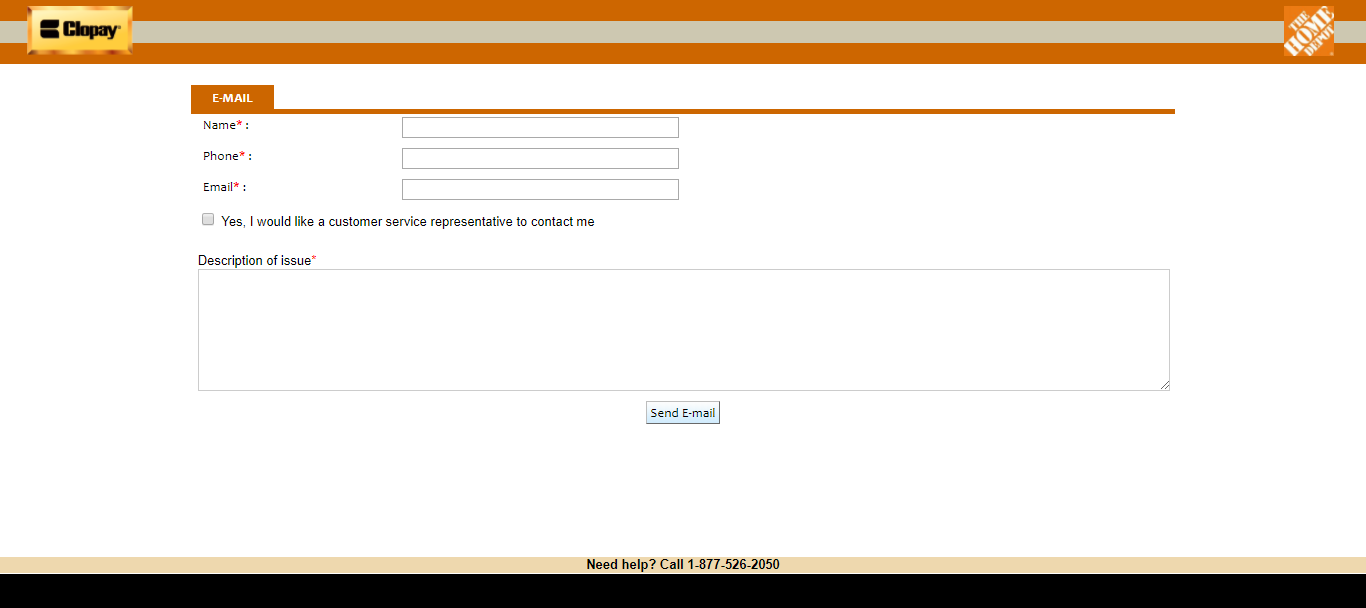 Clopay
THE HOME DEPOT
E-MAIL
Name* :
Phone* :
Email* :
Yes, I would like a customer service representative to contact me
Description of issue*
Send E-mail
Need help? Call 1-877-526-2050